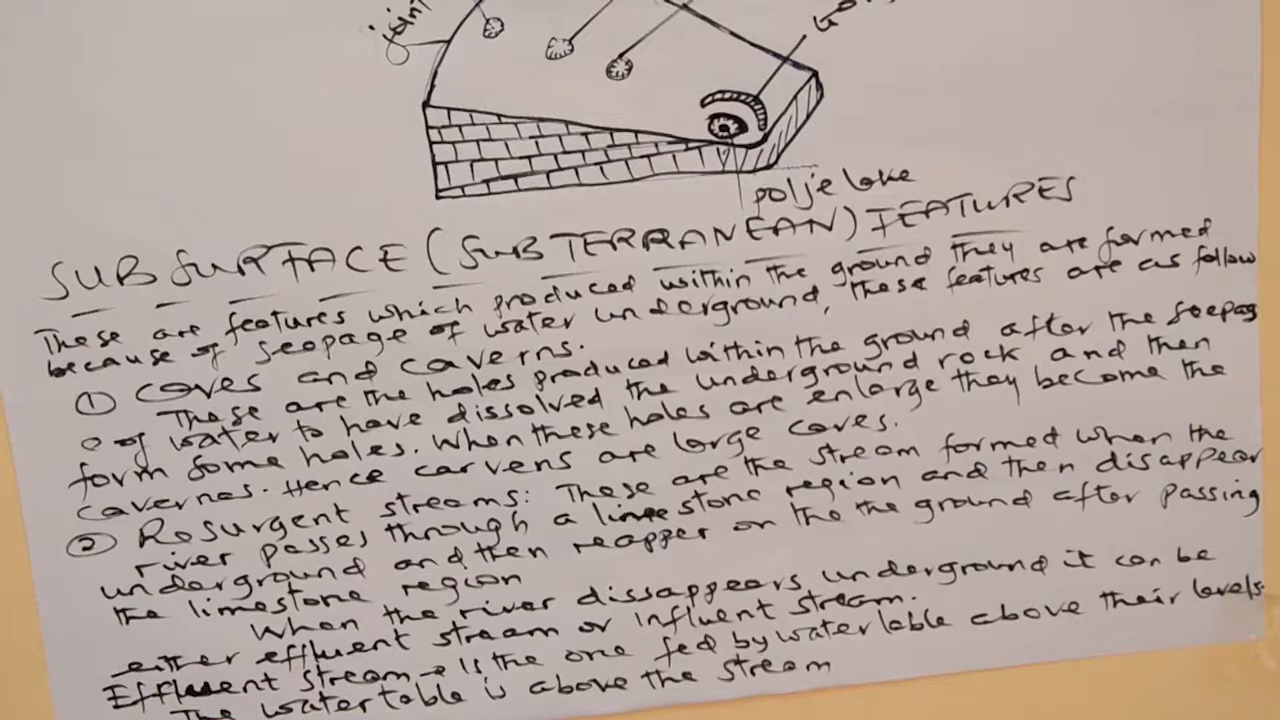 joint
polje lake
SUBSURFACE (SUBTERRANEAN) FEATURES
These are features which produced within the ground they are formed
because of seepage of water underground, these features are as follow
① Caves and caverns.
These are the holes produced within the ground after the seepag
e of water to have dissolved the underground rock and then
form some holes. When these holes are enlarge they become the
caverns. Hence carvens are large caves.
② Resurgent streams: These are the stream formed when the
river passes through a limestone region and then disappear
underground and then reapper on the the ground after passing
the limestone region
When the river dissappears underground it can be
either effluent stream or influent stream.
Effluent stream → Is the one fed by watertable above their levels.
The watertable is above the stream